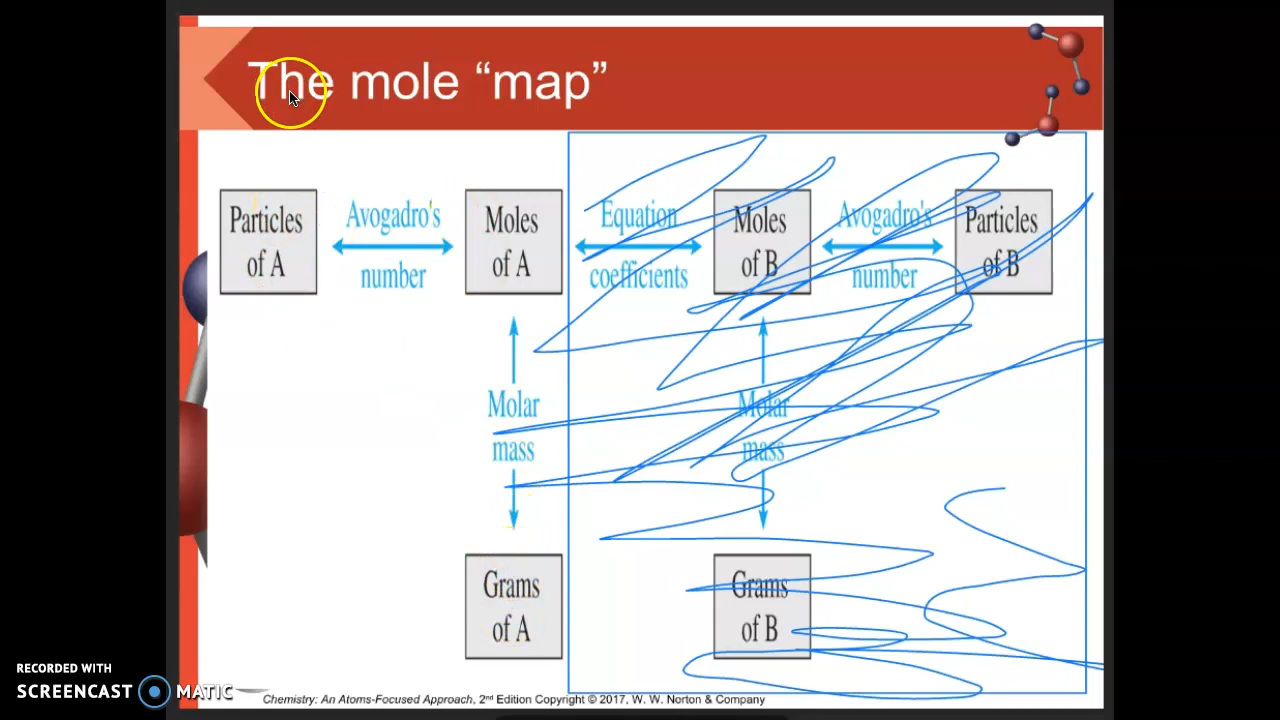 The mole “map”
Particles
of A
Avogadro's
number
Moles
of A
Equation
coefficients
Moles
of B
Avogadro's
number
Particles
of B
Molar
mass
Molar
mass
Grams
of A
Grams
of B
RECORDED WITH
SCREENCAST MATIC
Chemistry: An Atoms-Focused Approach, 2nd Edition Copyright © 2017, W. W. Norton & Company